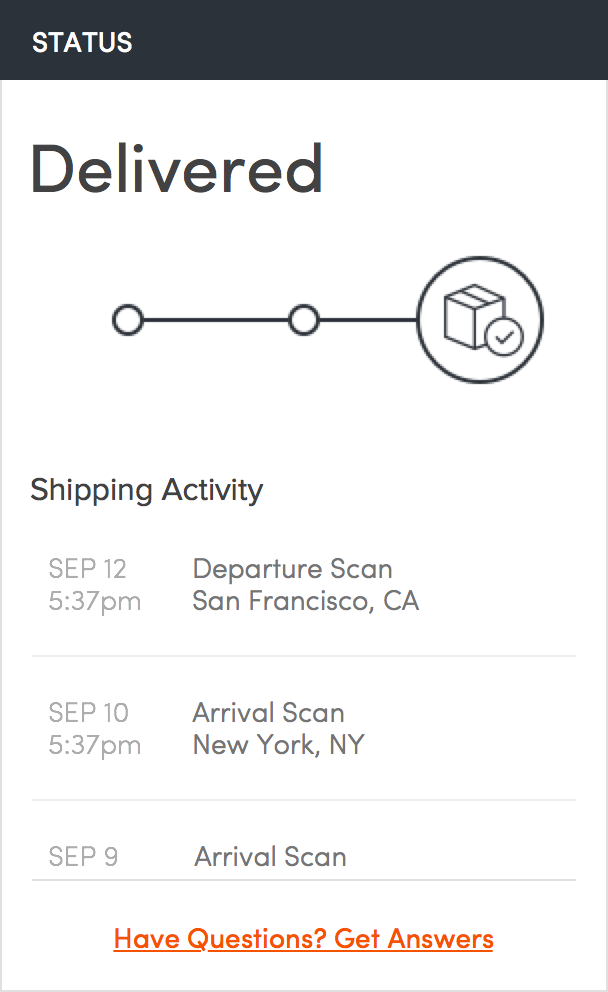 STATUS
Delivered
Shipping Activity
SEP 12 Departure Scan
5:37pm San Francisco, CA
SEP 10 Arrival Scan
5:37pm New York, NY
SEP 9 Arrival Scan
Have Questions? Get Answers